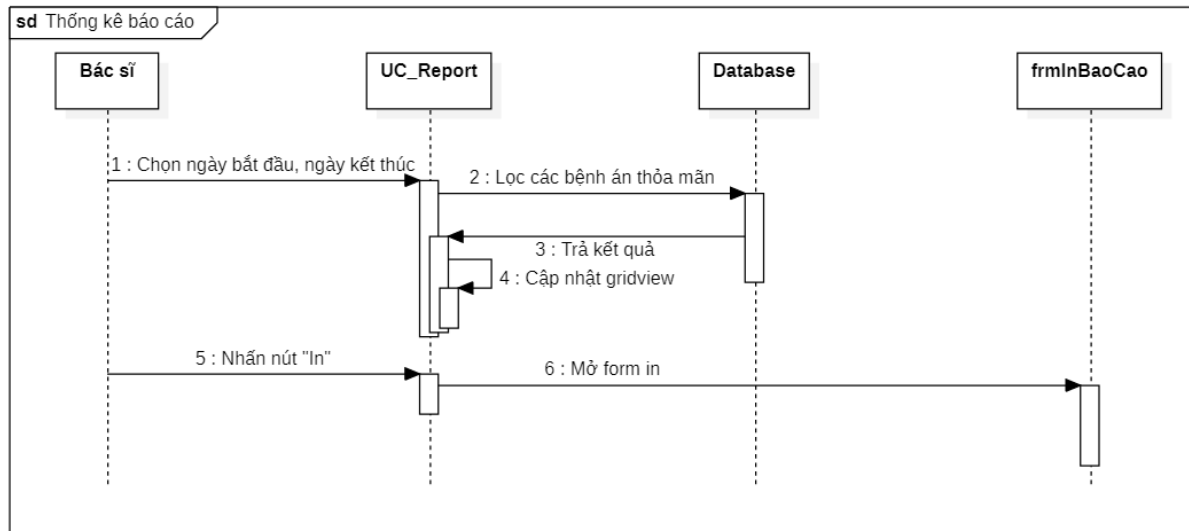 sd Thống kê báo cáo
Bác sĩ
UC_Report
Database
frmInBaoCao
1 : Chọn ngày bắt đầu, ngày kết thúc
2 : Lọc các bệnh án thỏa mãn
3 : Trả kết quả
4 : Cập nhật gridview
5 : Nhấn nút "In"
6 : Mở form in